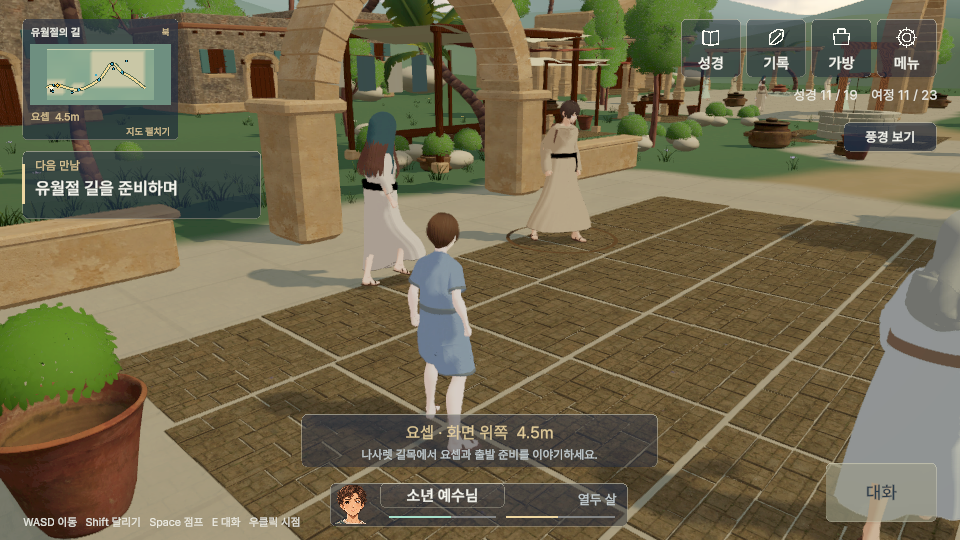 유월절의 길
북
요셉 4.5m
지도 펼치기
다음 만남
유월절 길을 준비하며
성경
기록
가방
메뉴
성경 11 / 19 여정 11 / 23
풍경 보기
요셉 · 화면 위쪽 4.5m
나사렛 길목에서 요셉과 출발 준비를 이야기하세요.
소년 예수님
열두 살
대화
WASD 이동 Shift 달리기 Space 점프 E 대화 우클릭 시점